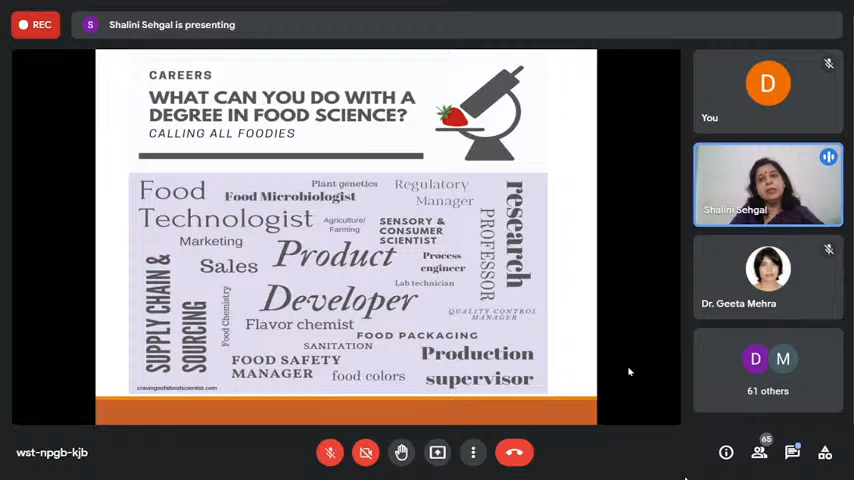 REC
S
Shalini Sehgal is presenting
CAREERS
WHAT CAN YOU DO WITH A
DEGREE IN FOOD SCIENCE?
CALLING ALL FOODIES
Food
Technologist
Food Microbiologist
Plant genetics
Regulatory
Manager
Agriculture/
Farming
SENSORY &
CONSUMER
SCIENTIST
research
PROFESSOR
Marketing
Sales
Product
Developer
Process
engineer
Lab technician
SUPPLY CHAIN &
SOURCING
Food Chemistry
QUALITY CONTROL
MANAGER
Flavor chemist
FOOD PACKAGING
SANITATION
FOOD SAFETY
MANAGER
food colors
Production
supervisor
cravingsofafoodscientist.com
D
You
Shalini Sehgal
Dr. Geeta Mehra
D M
61 others
wst-npgb-kjb
65